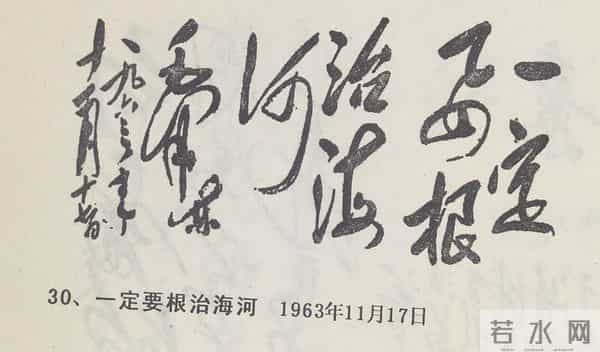 一定
要根
治海
河
毛泽东
一九六三年
十一月十七日
30、一定要根治海河 1963年11月17日
若水网